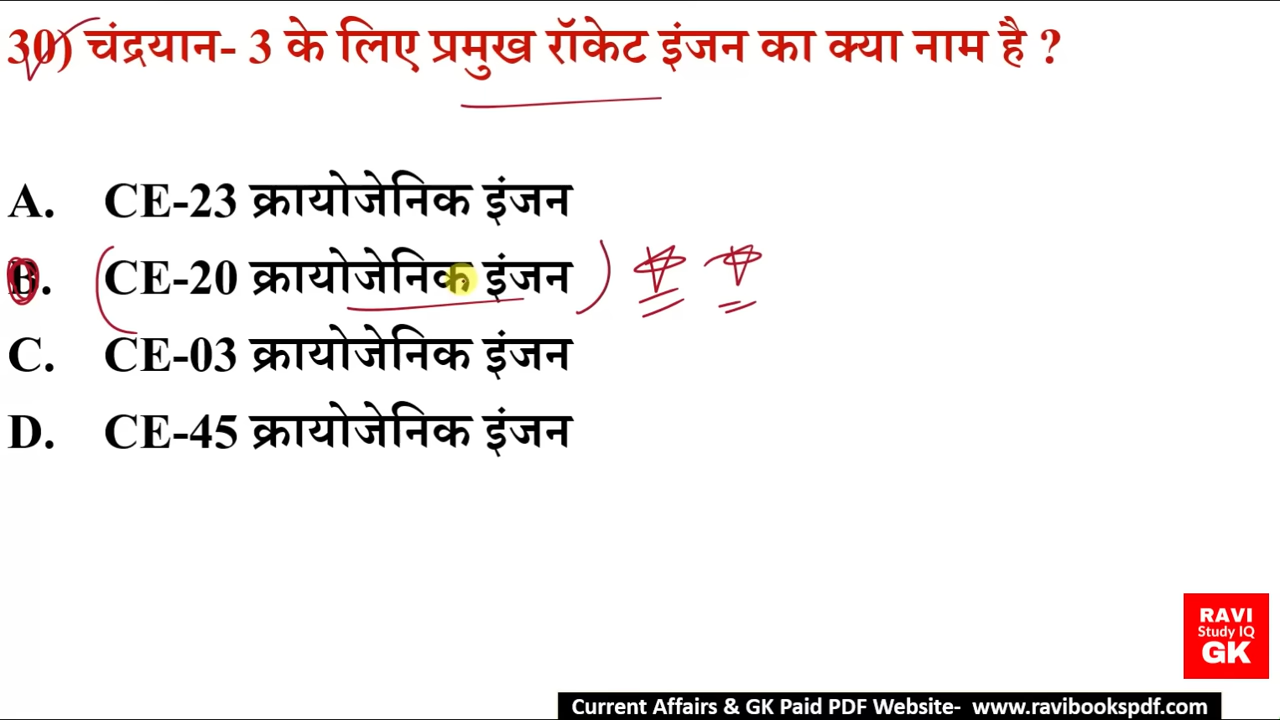 30) चंद्रयान- 3 के लिए प्रमुख रॉकेट इंजन का क्या नाम है ?
A. CE-23 क्रायोजेनिक इंजन
B. CE-20 क्रायोजेनिक इंजन
C. CE-03 क्रायोजेनिक इंजन
D. CE-45 क्रायोजेनिक इंजन
RAVI
Study IQ
GK
Current Affairs & GK Paid PDF Website- www.ravibookspdf.com